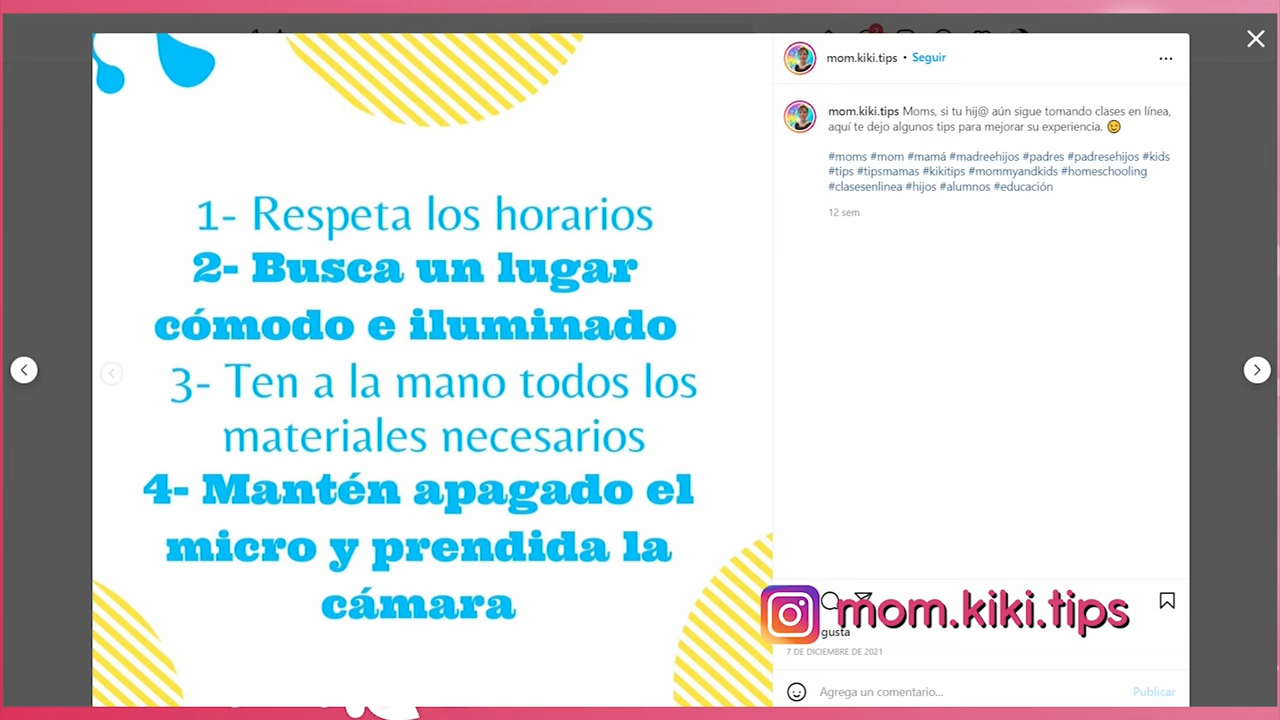 1- Respeta los horarios
2- Busca un lugar
cómodo e iluminado
3- Ten a la mano todos los
materiales necesarios
4- Mantén apagado el
micro y prendida la
cámara
mom.kiki.tips • Seguir
mom.kiki.tips Moms, si tu hij@ aún sigue tomando clases en línea,
aquí te dejo algunos tips para mejorar su experiencia. 😉
#moms #mom #mamá #madreehijos #padres #padresehijos #kids
#tips #tipsmamas #kikitips #mommyandkids #homeschooling
#clasesenlinea #hijos #alumnos #educación
12 sem
mom.kiki.tips
gusta
7 DE DICIEMBRE DE 2021
Agrega un comentario... Publicar